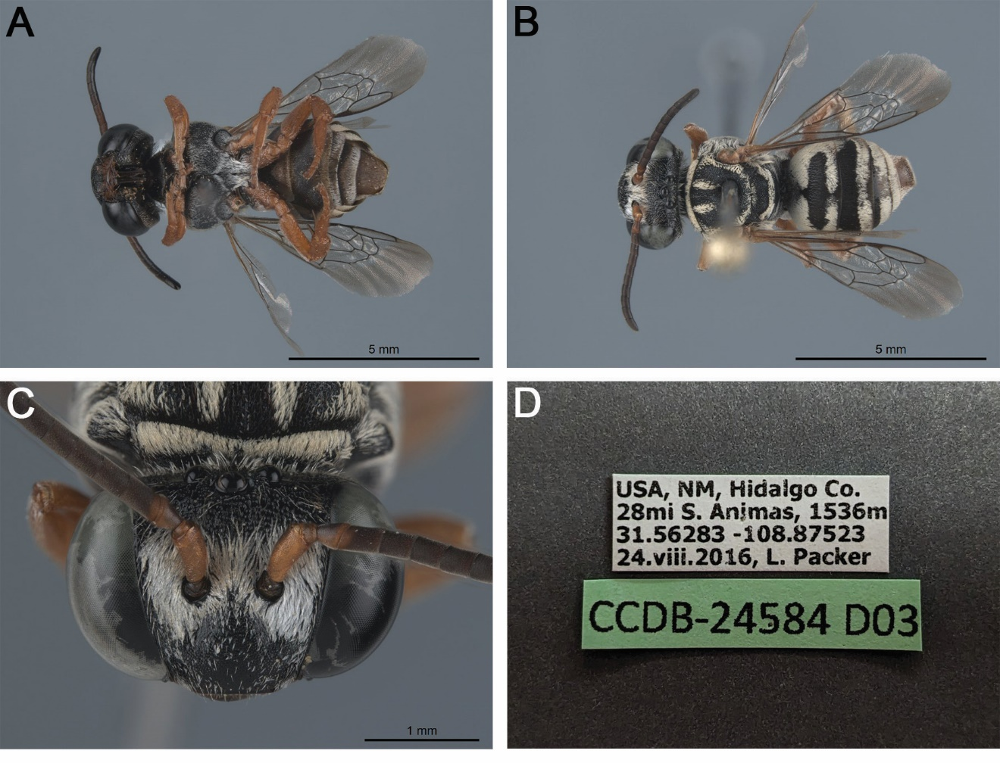 A
5 mm
B
5 mm
C
1 mm
D
USA, NM, Hidalgo Co.
28mi S. Animas, 1536m
31.56283 -108.87523
24.viii.2016, L. Packer
CCDB-24584 D03